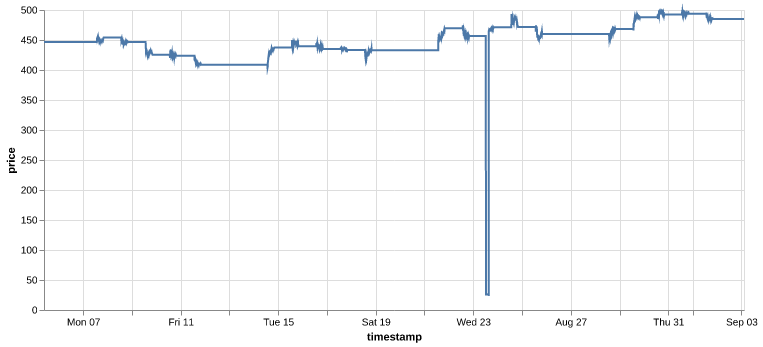 500
450
400
350
300
250
200
150
100
50
0
price
Mon 07
Fri 11
Tue 15
Sat 19
Wed 23
Aug 27
Thu 31
Sep 03
timestamp